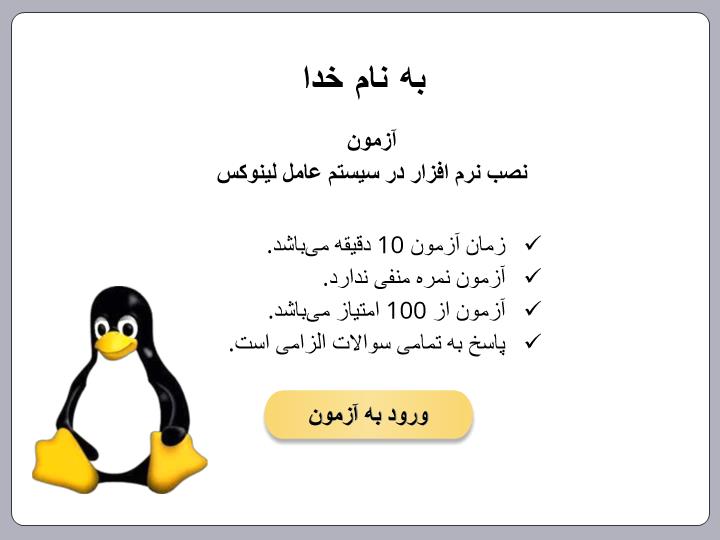 به نام خدا
آزمون
نصب نرم افزار در سیستم عامل لینوکس
✓ زمان آزمون 10 دقیقه می‌باشد.
✓ آزمون نمره منفی ندارد.
✓ آزمون از 100 امتیاز می‌باشد.
✓ پاسخ به تمامی سوالات الزامی است.
ورود به آزمون